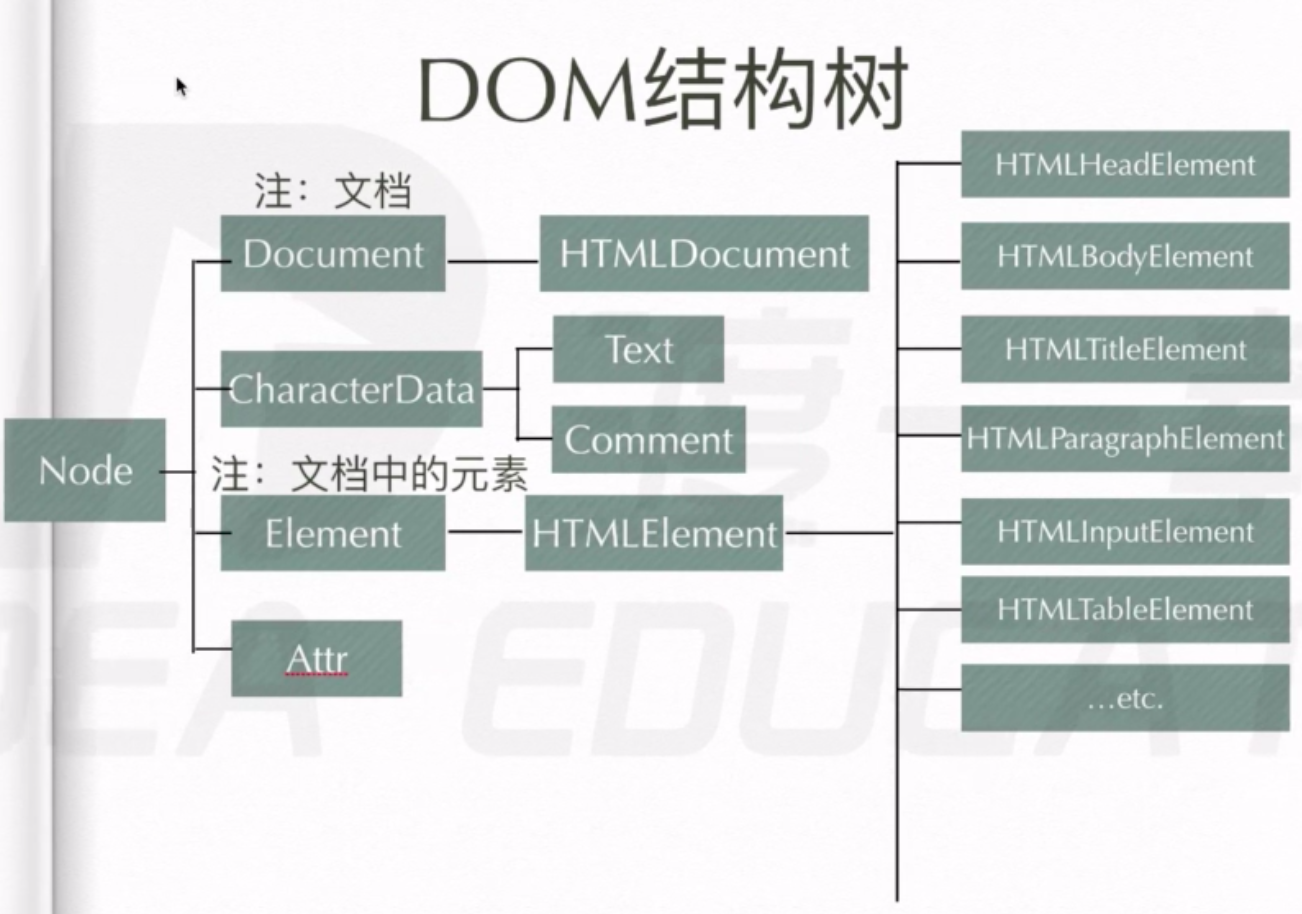 DOM结构树
注：文档
Document
HTMLDocument
CharacterData
Text
Comment
Node
注：文档中的元素
Element
HTMLElement
Attr
HTMLHeadElement
HTMLBodyElement
HTMLTitleElement
HTMLParagraphElement
HTMLInputElement
HTMLTableElement
...etc.
EDUCAT